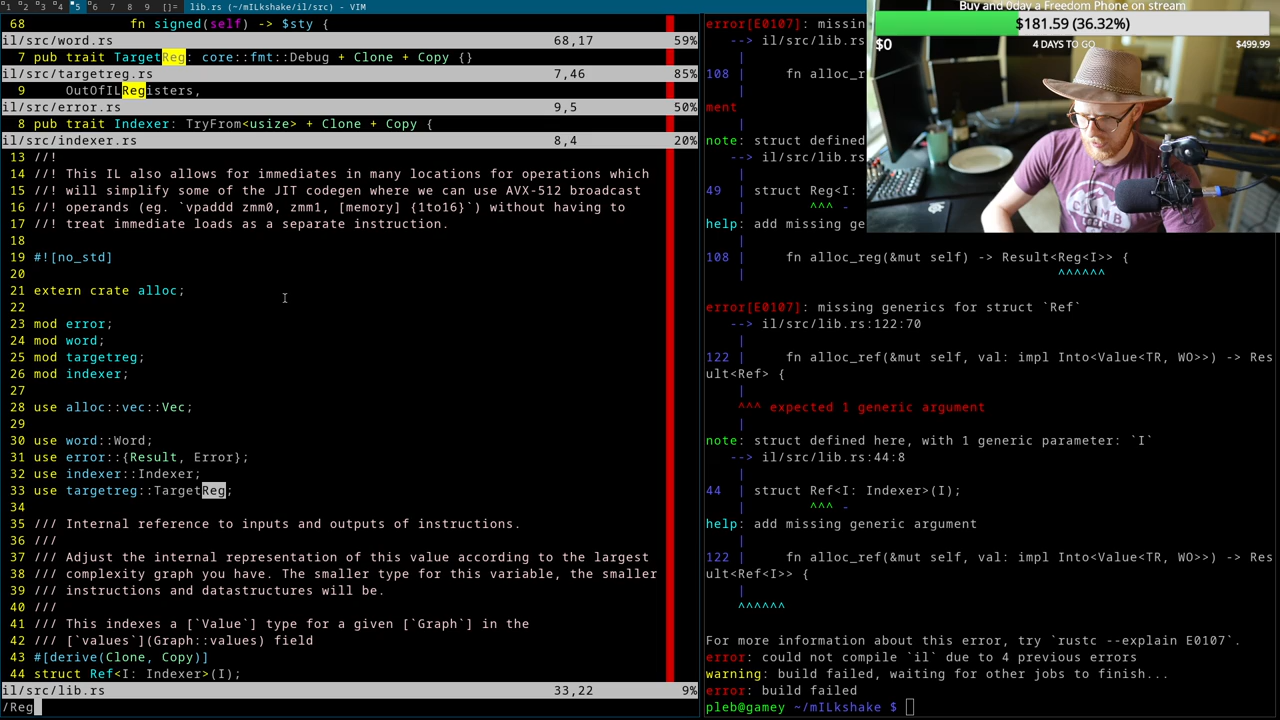 1 2 3 4 5 6 7 8 9 []= lib.rs (~/mILkshake/il/src) - VIM
68 fn signed(self) -> $sty {
il/src/word.rs 68,17 59%
7 pub trait TargetReg: core::fmt::Debug + Clone + Copy {}
il/src/targetreg.rs 7,46 85%
9 OutOfILRegisters,
il/src/error.rs 9,5 50%
8 pub trait Indexer: TryFrom<usize> + Clone + Copy {
il/src/indexer.rs 8,4 20%
13 //!
14 //! This IL also allows for immediates in many locations for operations which
15 //! will simplify some of the JIT codegen where we can use AVX-512 broadcast
16 //! operands (eg. `vpaddd zmm0, zmm1, [memory] {1to16}`) without having to
17 //! treat immediate loads as a separate instruction.
18
19 #![no_std]
20
21 extern crate alloc;
22
23 mod error;
24 mod word;
25 mod targetreg;
26 mod indexer;
27
28 use alloc::vec::Vec;
29
30 use word::Word;
31 use error::{Result, Error};
32 use indexer::Indexer;
33 use targetreg::TargetReg;
34
35 /// Internal reference to inputs and outputs of instructions.
36 ///
37 /// Adjust the internal representation of this value according to the largest
38 /// complexity graph you have. The smaller type for this variable, the smaller
39 /// instructions and datastructures will be.
40 ///
41 /// This indexes a [`Value`] type for a given [`Graph`] in the
42 /// [`values`](Graph::values) field
43 #[derive(Clone, Copy)]
44 struct Ref<I: Indexer>(I);
il/src/lib.rs 33,22 9%
/Reg
error[E0107]: missin
--> il/src/lib.rs
|
108 | fn alloc_r
|
ment
|
note: struct defined
--> il/src/lib.rs
|
49 | struct Reg<I:
| ^^^ -
help: add missing ge
|
108 | fn alloc_reg(&mut self) -> Result<Reg<I>> {
| ^^^^^^
error[E0107]: missing generics for struct `Ref`
--> il/src/lib.rs:122:70
|
122 | fn alloc_ref(&mut self, val: impl Into<Value<TR, WO>>) -> Res
ult<Ref> {
|
^^^ expected 1 generic argument
|
note: struct defined here, with 1 generic parameter: `I`
--> il/src/lib.rs:44:8
|
44 | struct Ref<I: Indexer>(I);
| ^^^ -
help: add missing generic argument
|
122 | fn alloc_ref(&mut self, val: impl Into<Value<TR, WO>>) -> Res
ult<Ref<I>> {
|
^^^^^^
For more information about this error, try `rustc --explain E0107`.
error: could not compile `il` due to 4 previous errors
warning: build failed, waiting for other jobs to finish...
error: build failed
pleb@gamey ~/mILkshake $
Buy and 0day a Freedom Phone on stream
$181.59 (36.32%)
$0 4 DAYS TO GO $499.99